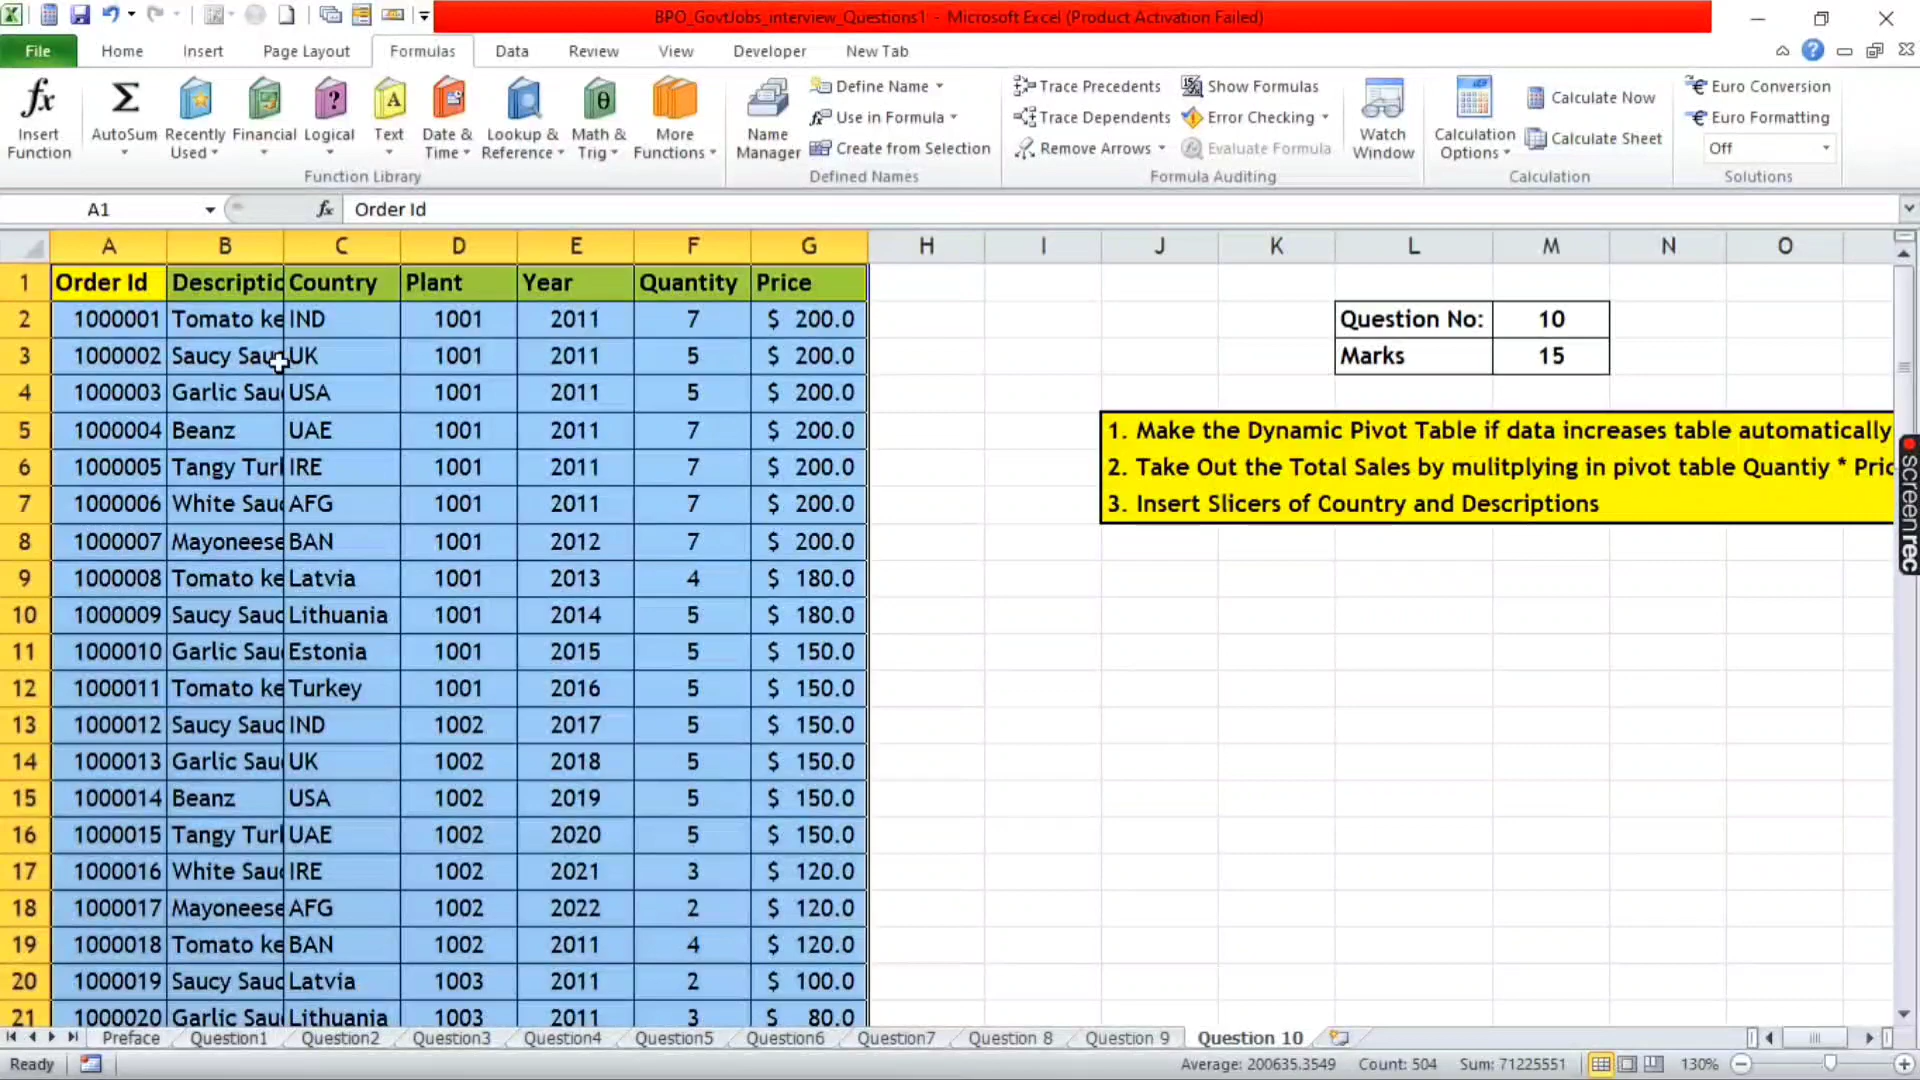 BPO_GovtJobs_interview_Questions1 - Microsoft Excel (Product Activation Failed)
File Home Insert Page Layout Formulas Data Review View Developer New Tab
Insert Function
AutoSum
Recently Used
Financial
Logical
Text
Date & Time
Lookup & Reference
Math & Trig
More Functions
Function Library
Name Manager
Define Name
Use in Formula
Create from Selection
Defined Names
Trace Precedents
Trace Dependents
Remove Arrows
Show Formulas
Error Checking
Evaluate Formula
Formula Auditing
Watch Window
Calculation Options
Calculate Now
Calculate Sheet
Calculation
Euro Conversion
Euro Formatting
Off
Solutions
A1 fx Order Id
A B C D E F G H I J K L M N O
1 Order Id Descriptic Country Plant Year Quantity Price
2 1000001 Tomato ke IND 1001 2011 7 $ 200.0
3 1000002 Saucy Sauc UK 1001 2011 5 $ 200.0
4 1000003 Garlic Sau USA 1001 2011 5 $ 200.0
5 1000004 Beanz UAE 1001 2011 7 $ 200.0
6 1000005 Tangy Turk IRE 1001 2011 7 $ 200.0
7 1000006 White Sauc AFG 1001 2011 7 $ 200.0
8 1000007 Mayoneese BAN 1001 2012 7 $ 200.0
9 1000008 Tomato ke Latvia 1001 2013 4 $ 180.0
10 1000009 Saucy Sauc Lithuania 1001 2014 5 $ 180.0
11 1000010 Garlic Sau Estonia 1001 2015 5 $ 150.0
12 1000011 Tomato ke Turkey 1001 2016 5 $ 150.0
13 1000012 Saucy Sauc IND 1002 2017 5 $ 150.0
14 1000013 Garlic Sau UK 1002 2018 5 $ 150.0
15 1000014 Beanz USA 1002 2019 5 $ 150.0
16 1000015 Tangy Turk UAE 1002 2020 5 $ 150.0
17 1000016 White Sauc IRE 1002 2021 3 $ 120.0
18 1000017 Mayoneese AFG 1002 2022 2 $ 120.0
19 1000018 Tomato ke BAN 1002 2011 4 $ 120.0
20 1000019 Saucy Sauc Latvia 1003 2011 2 $ 100.0
21 1000020 Garlic Sau Lithuania 1003 2011 3 $ 80.0
Question No: 10
Marks 15
1. Make the Dynamic Pivot Table if data increases table automatically
2. Take Out the Total Sales by mulitplying in pivot table Quantiy * Pric
3. Insert Slicers of Country and Descriptions
screenrec
Preface Question1 Question2 Question3 Question4 Question5 Question6 Question7 Question 8 Question 9 Question 10
Ready Average: 200635.3549 Count: 504 Sum: 71225551 130%